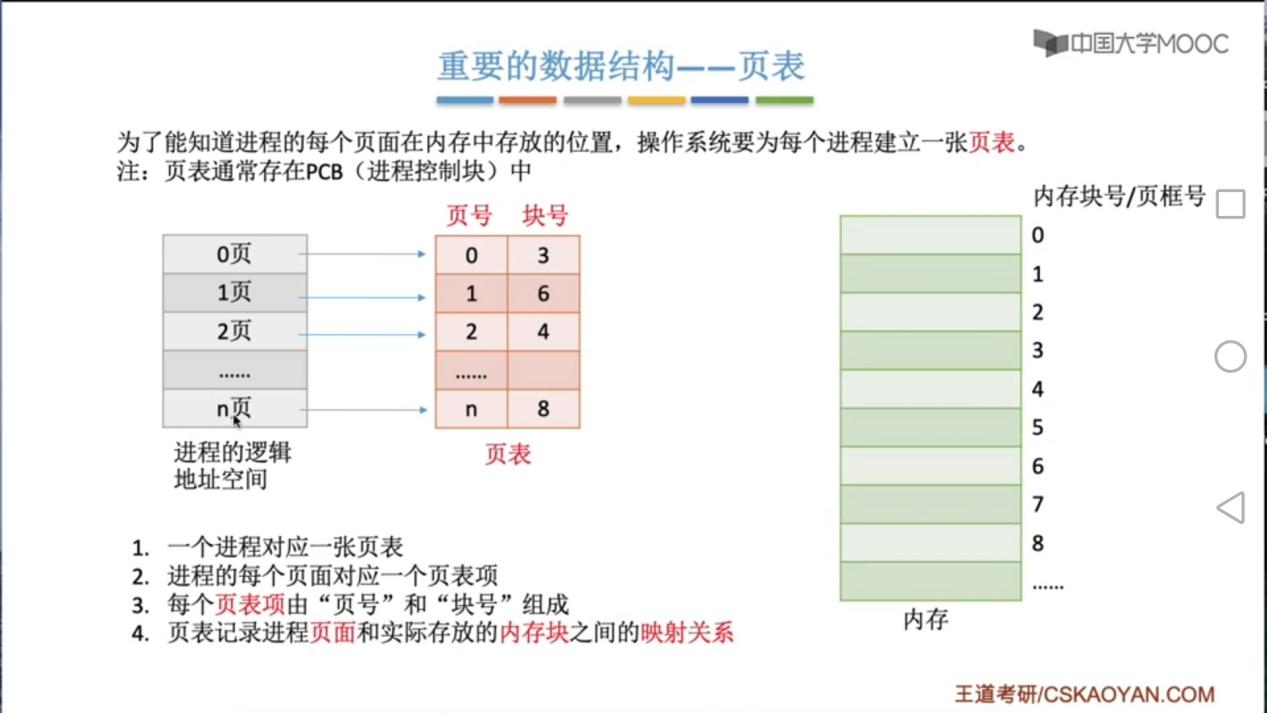 中国大学MOOC
重要的数据结构——页表
为了能知道进程的每个页面在内存中存放的位置，操作系统要为每个进程建立一张页表。
注：页表通常存在PCB（进程控制块）中
内存块号/页框号
页号 块号
0页 0 3
1页 1 6
2页 2 4
…… ……
n页 n 8
进程的逻辑
地址空间
页表
0
1
2
3
4
5
6
7
8
……
内存
1. 一个进程对应一张页表
2. 进程的每个页面对应一个页表项
3. 每个页表项由“页号”和“块号”组成
4. 页表记录进程页面和实际存放的内存块之间的映射关系
王道考研/CSKAOYAN.COM